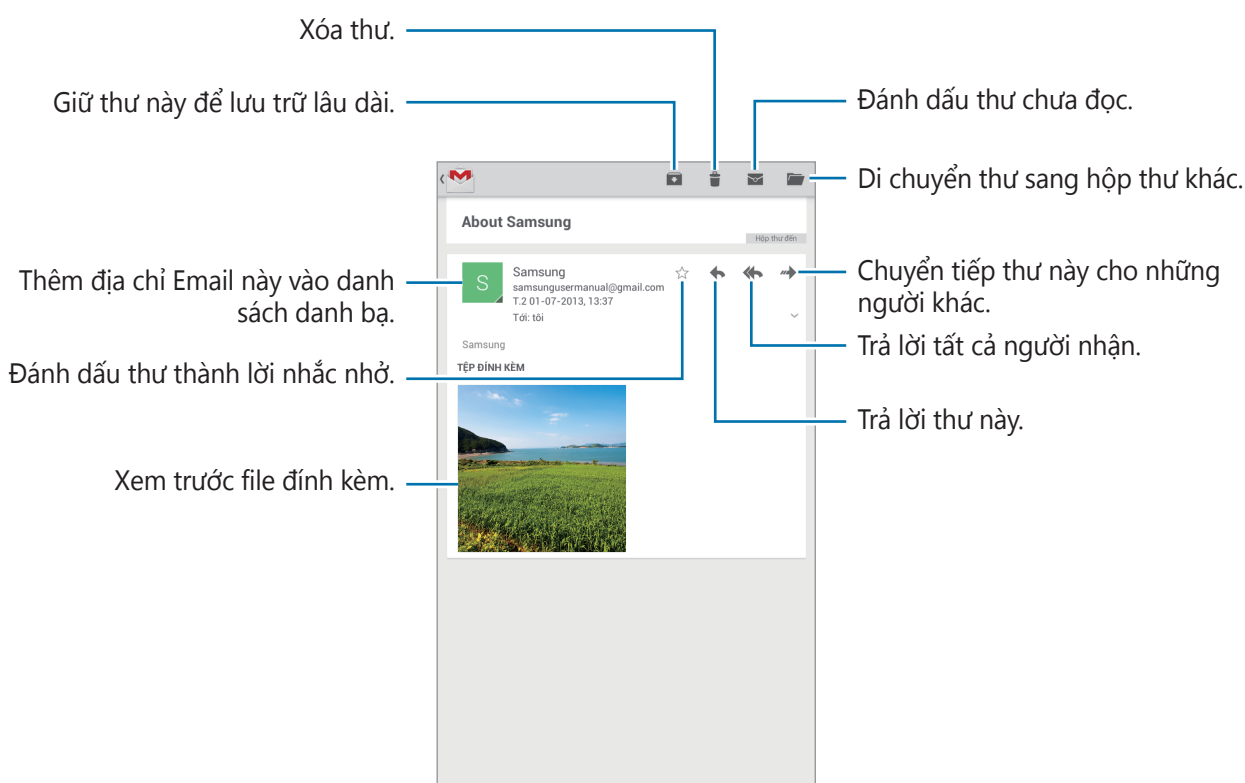 Xóa thư.
Giữ thư này để lưu trữ lâu dài.
Đánh dấu thư chưa đọc.
Di chuyển thư sang hộp thư khác.
About Samsung
Hộp thư đến
Thêm địa chỉ Email này vào danh
sách danh bạ.
S
Samsung
samsungusermanual@gmail.com
T.2 01-07-2013, 13:37
Tới: tôi
Chuyển tiếp thư này cho những
người khác.
Samsung
Trả lời tất cả người nhận.
TỆP ĐÍNH KÈM
Đánh dấu thư thành lời nhắc nhở.
Trả lời thư này.
Xem trước file đính kèm.